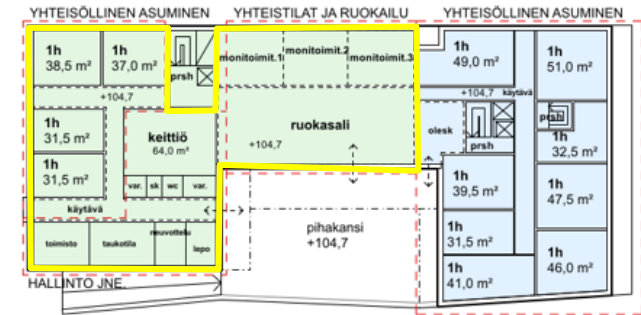 YHTEISÖLLINEN ASUMINEN
YHTEISTILAT JA RUOKAILU
YHTEISÖLLINEN ASUMINEN
1h
38,5 m²
1h
37,0 m²
prsh
monitoimit.1
monitoimit.2
monitoimit.3
1h
49,0 m²
1h
51,0 m²
+104,7
+104,7
käytävä
1h
31,5 m²
keittiö
64,0 m²
ruokasali
+104,7
olesk
prsh
prsh
1h
32,5 m²
1h
31,5 m²
var.
sk
wc
var.
1h
39,5 m²
1h
47,5 m²
käytävä
pihakansi
+104,7
1h
31,5 m²
toimisto
taukotila
neuvottelu
lepo
1h
46,0 m²
1h
41,0 m²
HALLINTO JNE.